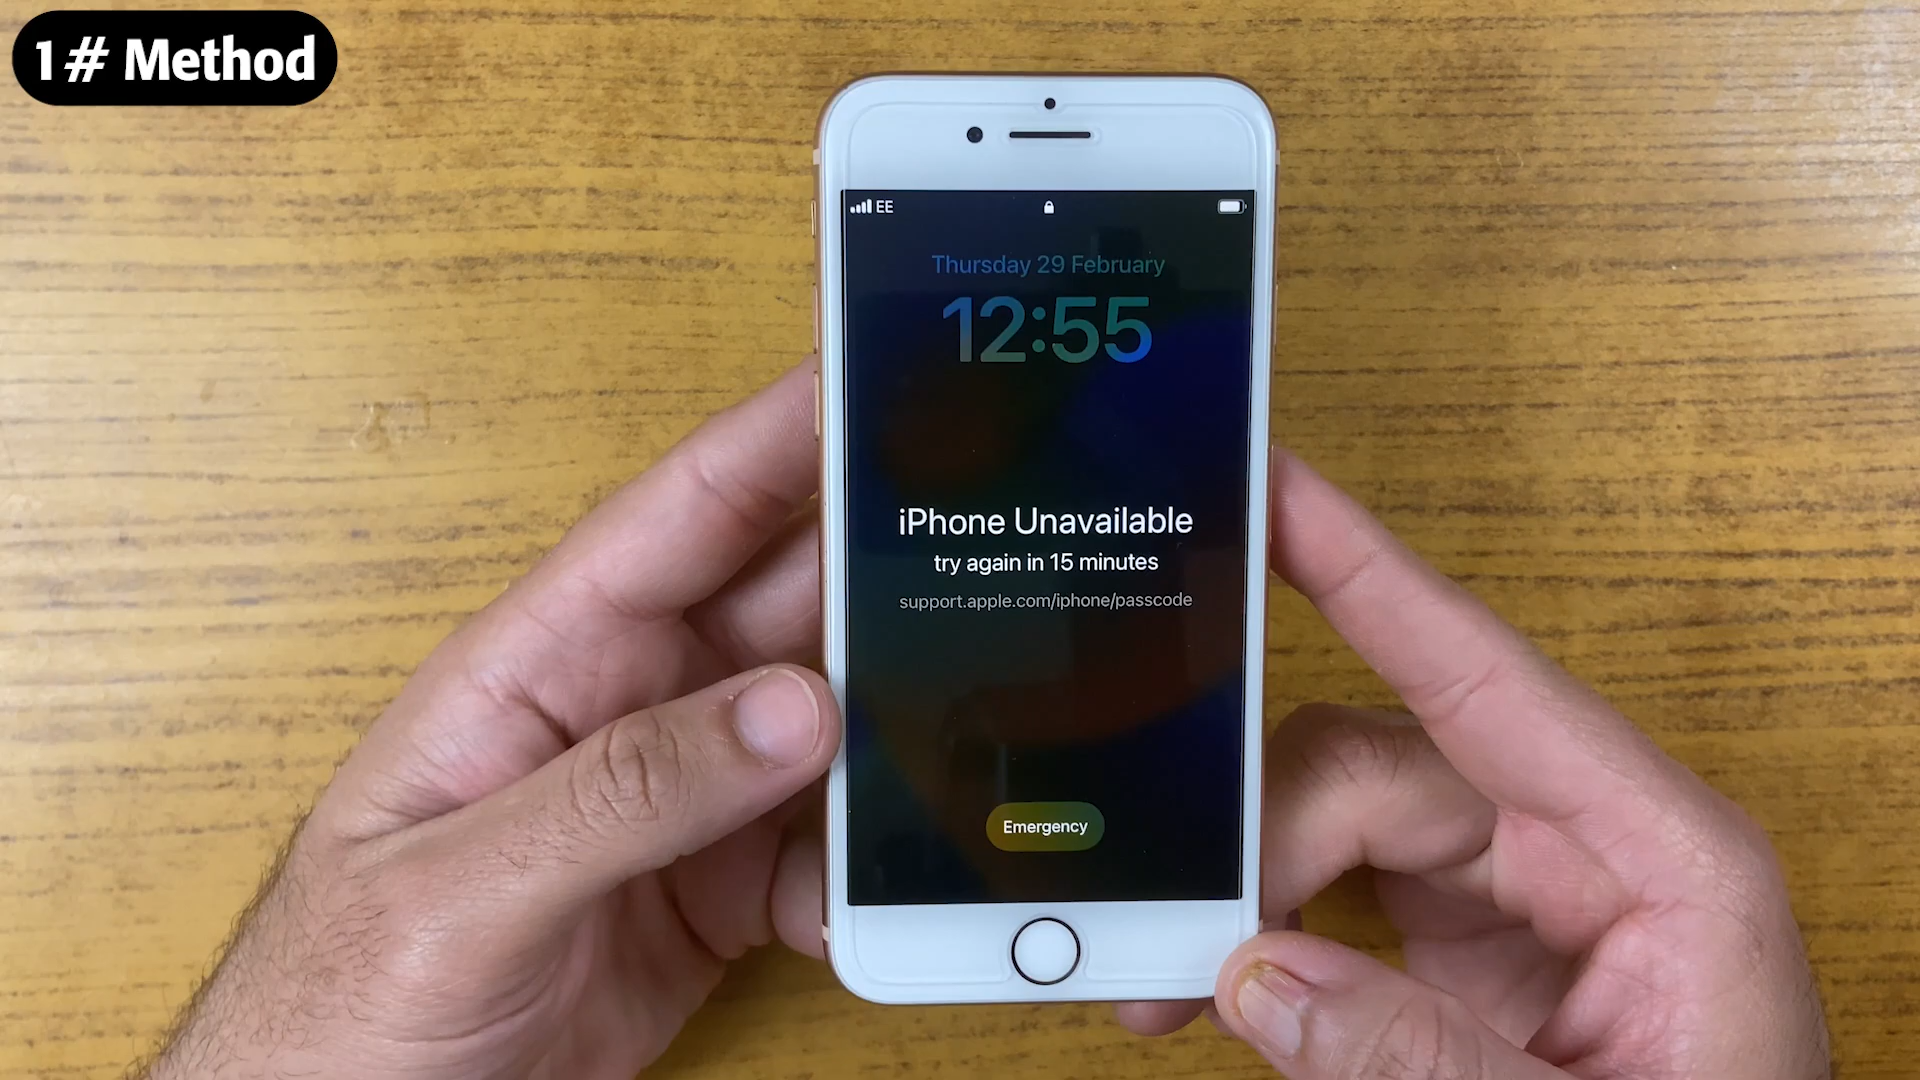 1# Method
EE
Thursday 29 February
12:55
iPhone Unavailable
try again in 15 minutes
support.apple.com/iphone/passcode
Emergency